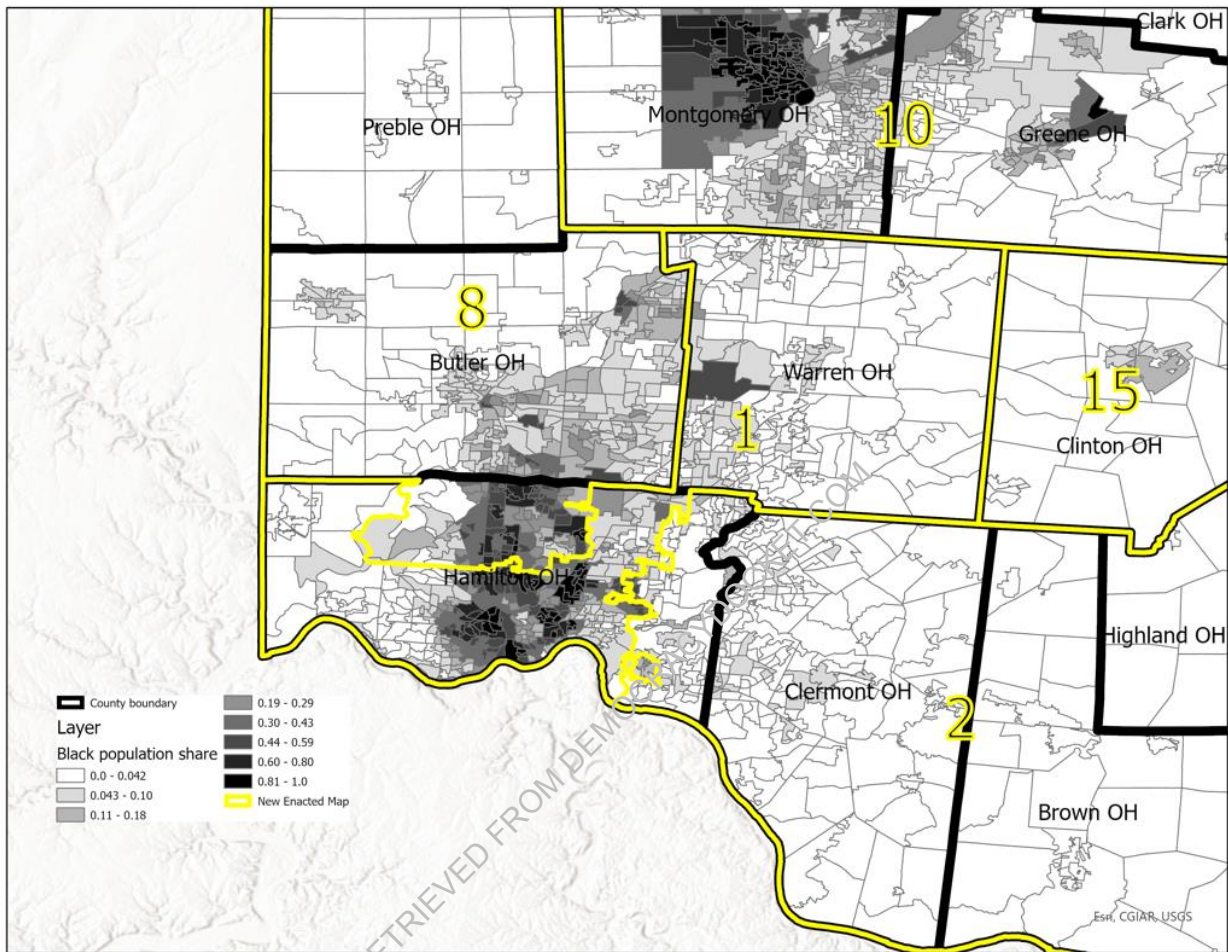 Clark OH
Preble OH
Montgomery OH
10
Greene OH
8
Butler OH
Warren OH
1
15
Clinton OH
Hamilton OH
Highland OH
Clermont OH
2
Brown OH
County boundary
Layer
Black population share
0.0 - 0.042
0.043 - 0.10
0.11 - 0.18
0.19 - 0.29
0.30 - 0.43
0.44 - 0.59
0.60 - 0.80
0.81 - 1.0
New Enacted Map
RETRIEVED FROM DEMOCRACYDOCKET.COM
Esri, CGIAR, USGS